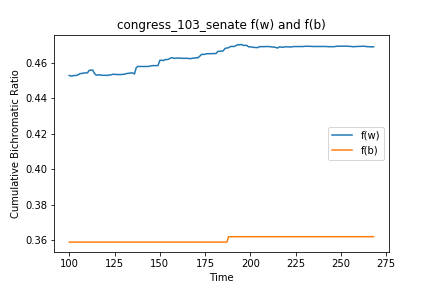 congress_103_senate f(w) and f(b)
Cumulative Bichromatic Ratio
0.46
0.44
0.42
0.40
0.38
0.36
f(w)
f(b)
100 125 150 175 200 225 250 275
Time